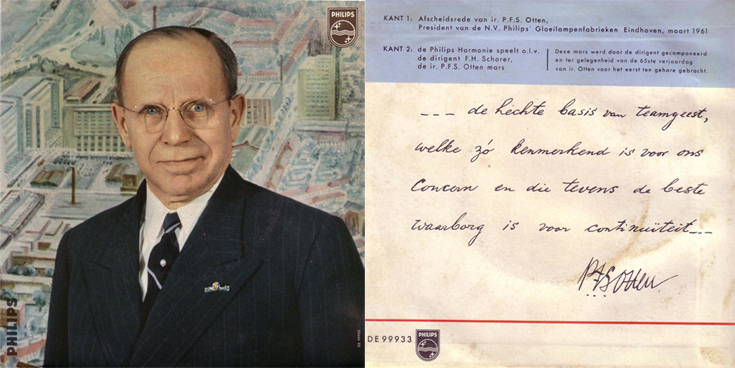 PHILIPS
PHILIPS
KANT 1: Afscheidsrede van ir. P.F.S. Otten,
President van de N.V. Philips' Gloeilampenfabrieken Eindhoven, maart 1961
KANT 2: de Philips Harmonie speelt o.l.v.
de dirigent F.H. Schorer,
de ir. P.F.S. Otten mars
Deze mars werd door de dirigent gecomponeerd
en ter gelegenheid van de 65ste verjaardag
van ir. Otten voor het eerst ten gehore gebracht.
--- de hechte basis van teamgeest,
welke zó kenmerkend is voor ons
Concern en die tevens de beste
waarborg is voor continuïteit---
PFSOtten
DE 99933
PHILIPS